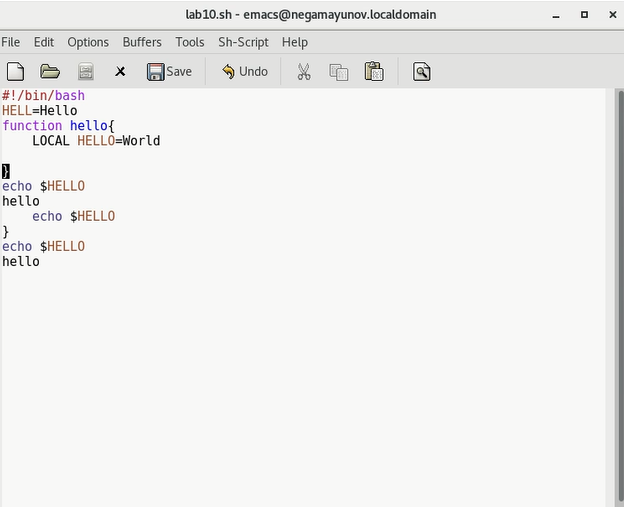 lab10.sh - emacs@negamayunov.localdomain
File Edit Options Buffers Tools Sh-Script Help
Save Undo
#!/bin/bash
HELL=Hello
function hello{
    LOCAL HELLO=World

}
echo $HELLO
hello
    echo $HELLO
}
echo $HELLO
hello